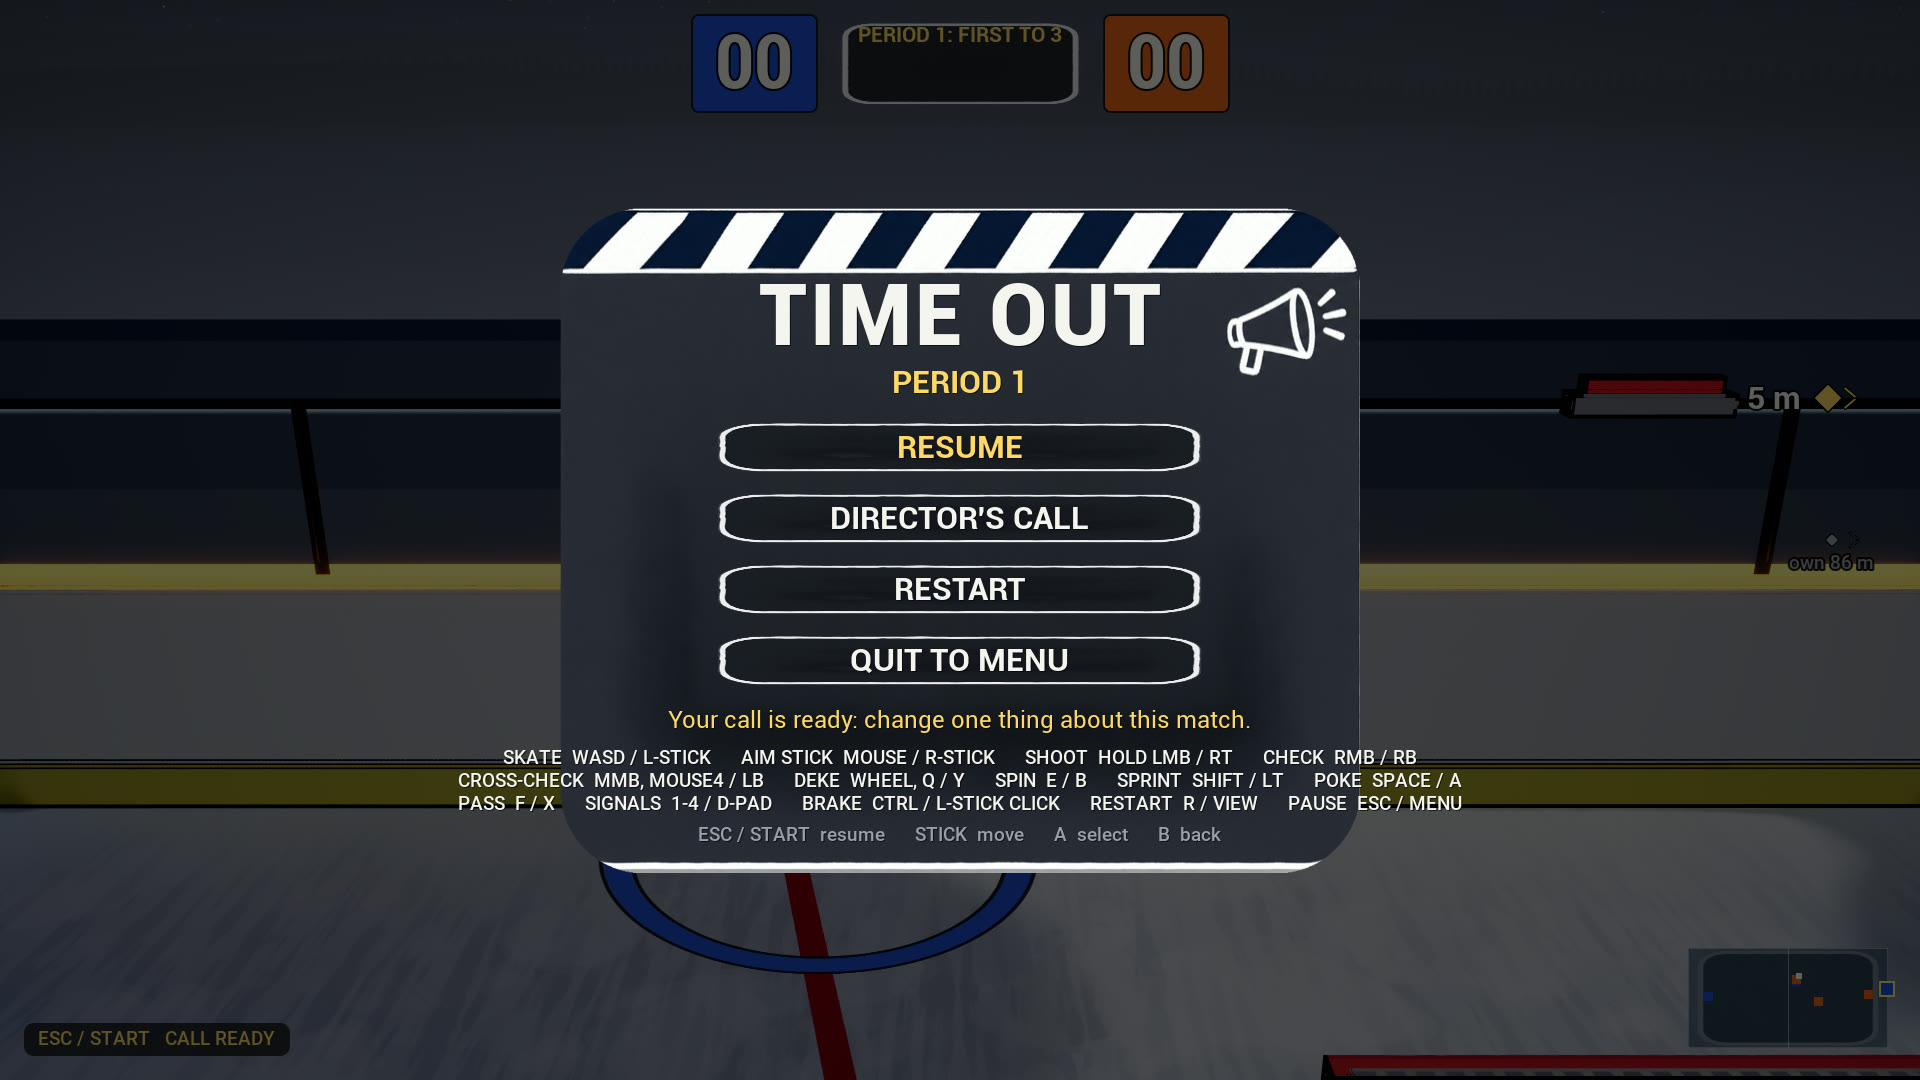 00
PERIOD 1: FIRST TO 3
00
TIME OUT
PERIOD 1
5 m
RESUME
DIRECTOR'S CALL
own 86 m
RESTART
QUIT TO MENU
Your call is ready: change one thing about this match.
SKATE WASD / L-STICK AIM STICK MOUSE / R-STICK SHOOT HOLD LMB / RT CHECK RMB / RB
CROSS-CHECK MMB, MOUSE4 / LB DEKE WHEEL, Q / Y SPIN E / B SPRINT SHIFT / LT POKE SPACE / A
PASS F / X SIGNALS 1-4 / D-PAD BRAKE CTRL / L-STICK CLICK RESTART R / VIEW PAUSE ESC / MENU
ESC / START resume STICK move A select B back
ESC / START CALL READY